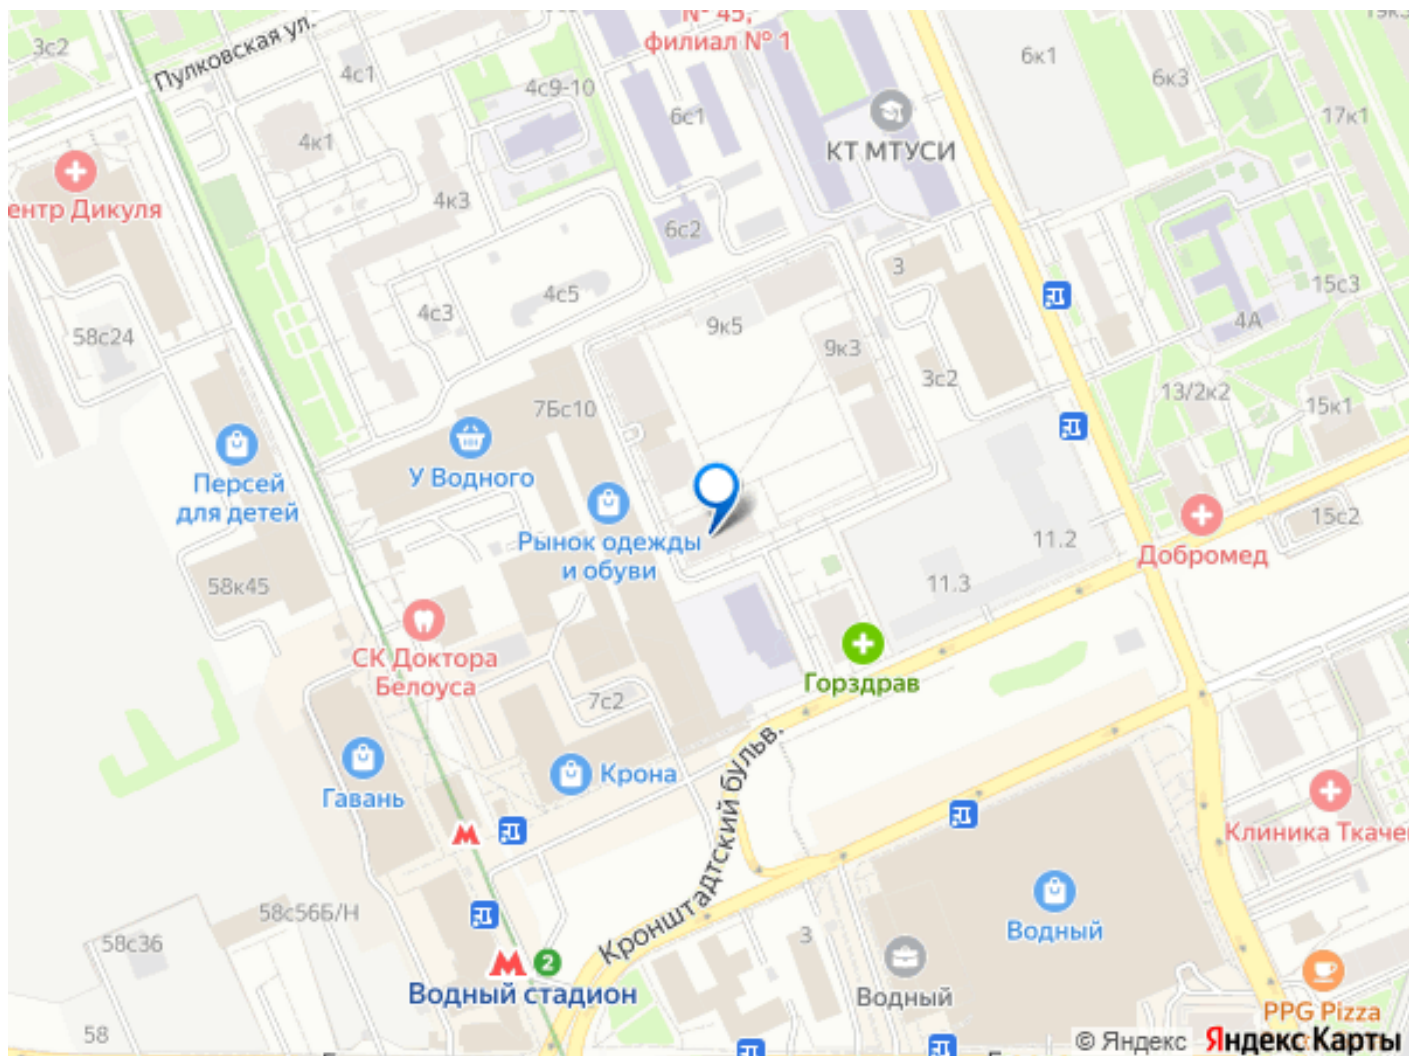 № 45,
филиал № 1
3с2
Пулковская ул.
4с1
4с9-10
6с1
6к1
6к3
17к1
КТ МТУСИ
4к1
4к3
6с2
ентр Дикуля
3
4с5
4с3
9к5
9к3
3с2
15с3
4А
58с24
13/2к2
15к1
7Бс10
У Водного
Персей
для детей
Рынок одежды
и обуви
15с2
11.2
Добромед
58к45
11.3
СК Доктора
Белоуса
Горздрав
7с2
Крона
Гавань
Кронштадтский бульв.
Клиника Ткаче
58с56Б/Н
58с36
3
Водный
2
Водный стадион
Водный
PPG Pizza
58
© Яндекс
Яндекс Карты